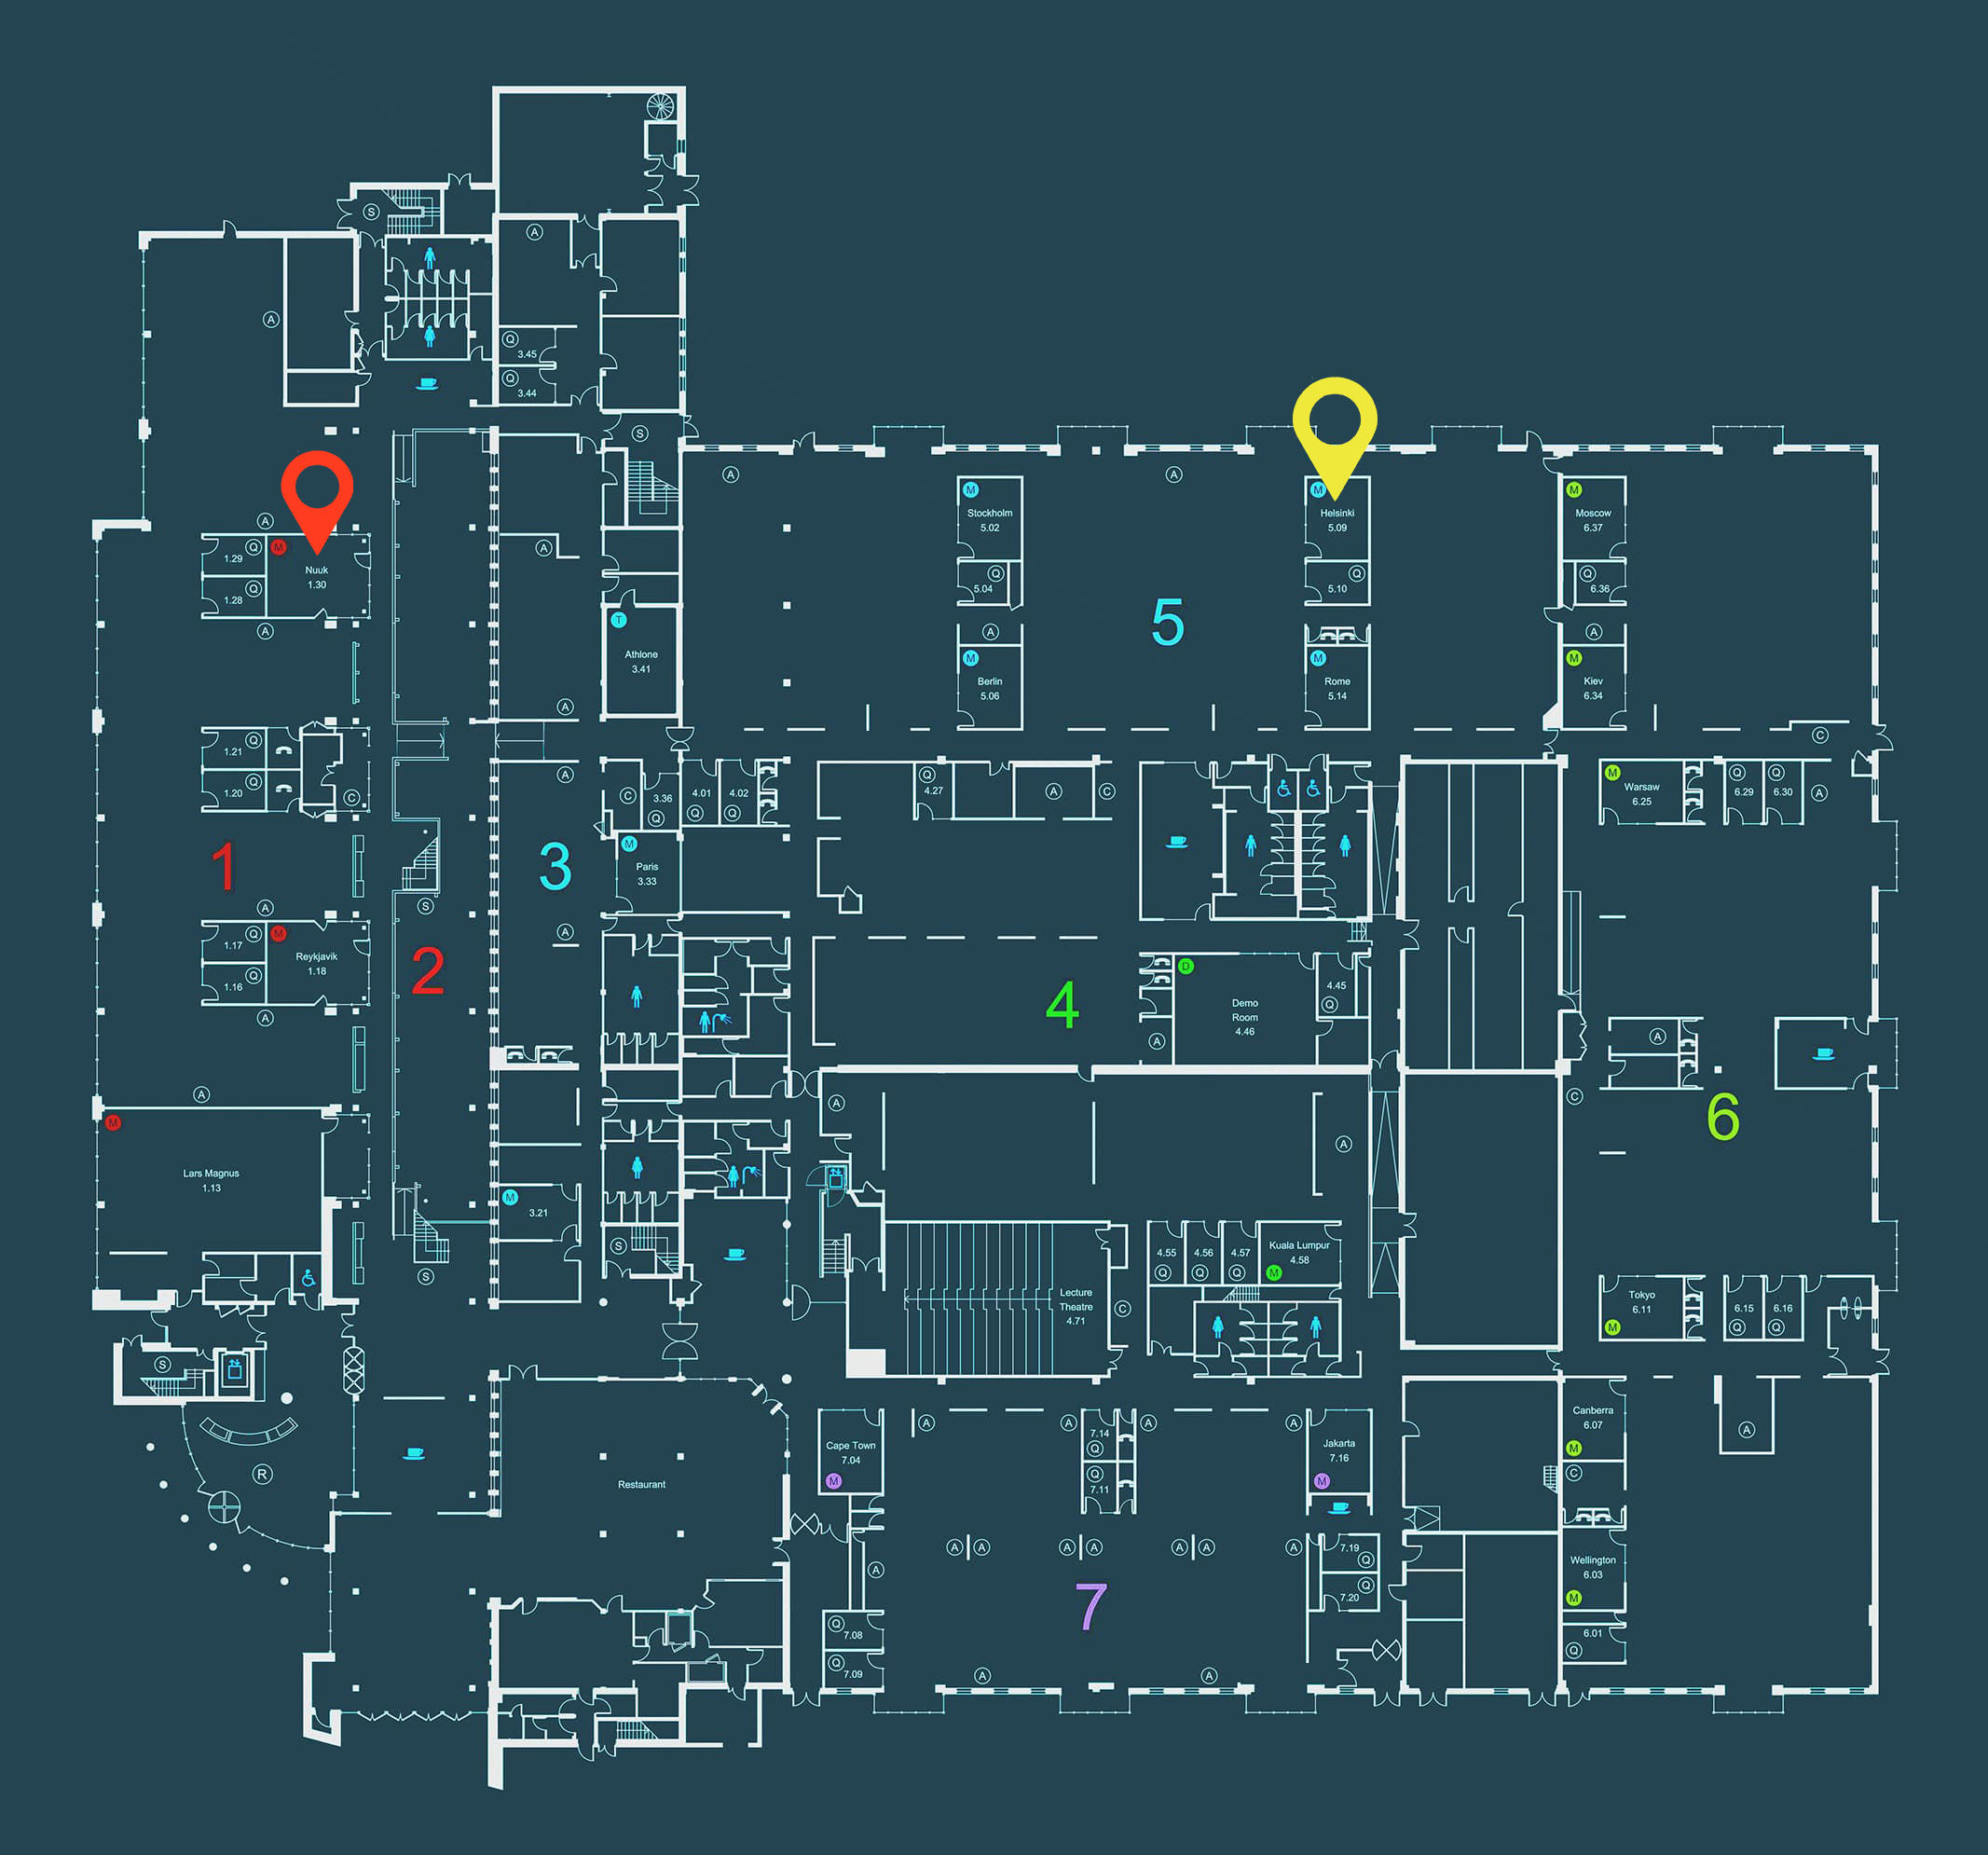 S
A
A
Q
3.45
Q
3.44
S
A
A
M
Stockholm
5.02
Q
5.04
A
M
Berlin
5.06
M
Helsinki
5.09
Q
5.10
M
Rome
5.14
5
M
Moscow
6.37
Q
6.36
A
M
Kiev
6.34
C
A
1.29
Q
1.28
Q
M
Nuuk
1.30
A
A
A
T
Athlone
3.41
1.21
Q
1.20
Q
C
A
C
3.36
Q
4.01
Q
4.02
Q
Q
4.27
A
C
M
Warsaw
6.25
Q
6.29
Q
6.30
A
1
3
M
Paris
3.33
A
S
A
1.17
Q
1.16
Q
M
Reykjavik
1.18
A
2
4
D
Demo
Room
4.46
4.45
Q
A
A
A
C
6
A
M
Lars Magnus
1.13
A
A
M
3.21
S
S
4.55
Q
4.56
Q
4.57
Q
Kuala Lumpur
4.58
M
Lecture
Theatre
4.71
C
Tokyo
6.11
M
6.15
Q
6.16
Q
S
R
Restaurant
Cape Town
7.04
M
A
A
7.14
Q
Q
7.11
A
A
Jakarta
7.16
M
Canberra
6.07
M
C
A
A
A
A
A
A
A
A
A
7.19
Q
Q
7.20
Wellington
6.03
M
7
Q
7.08
Q
7.09
A
A
6.01
Q